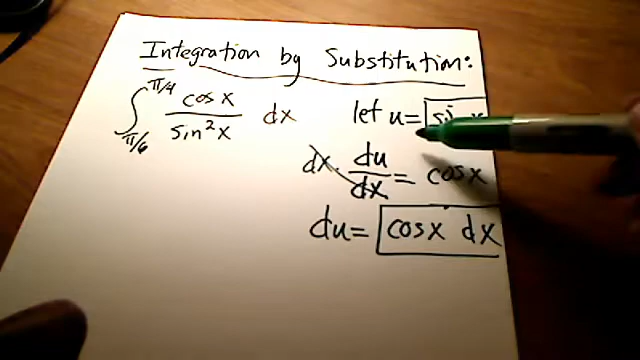 Integration by Substitution:
∫ π/4 π/6 cos x / sin²x dx
let u =
dx · du/dx = cos x
du = cos x dx